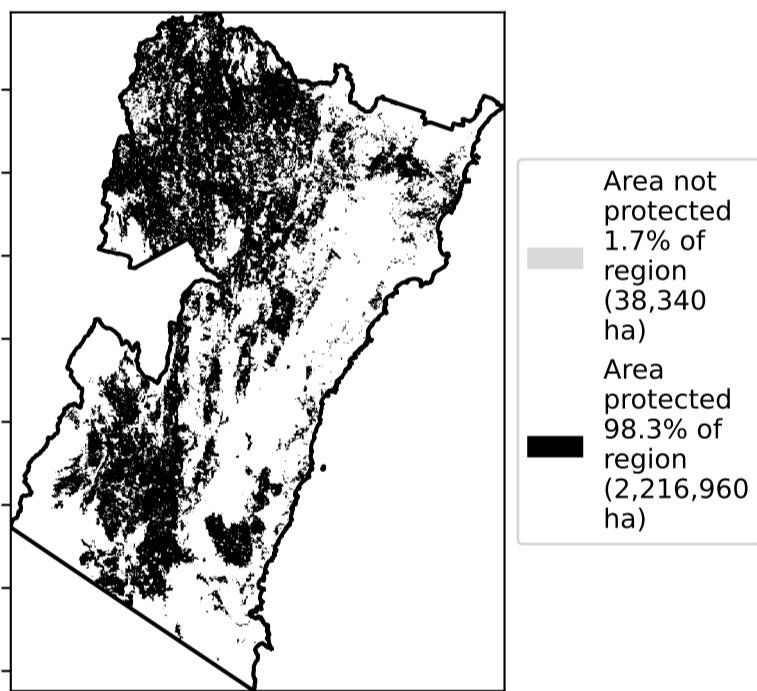 Area not
protected
1.7% of
region
(38,340
ha)
Area
protected
98.3% of
region
(2,216,960
ha)